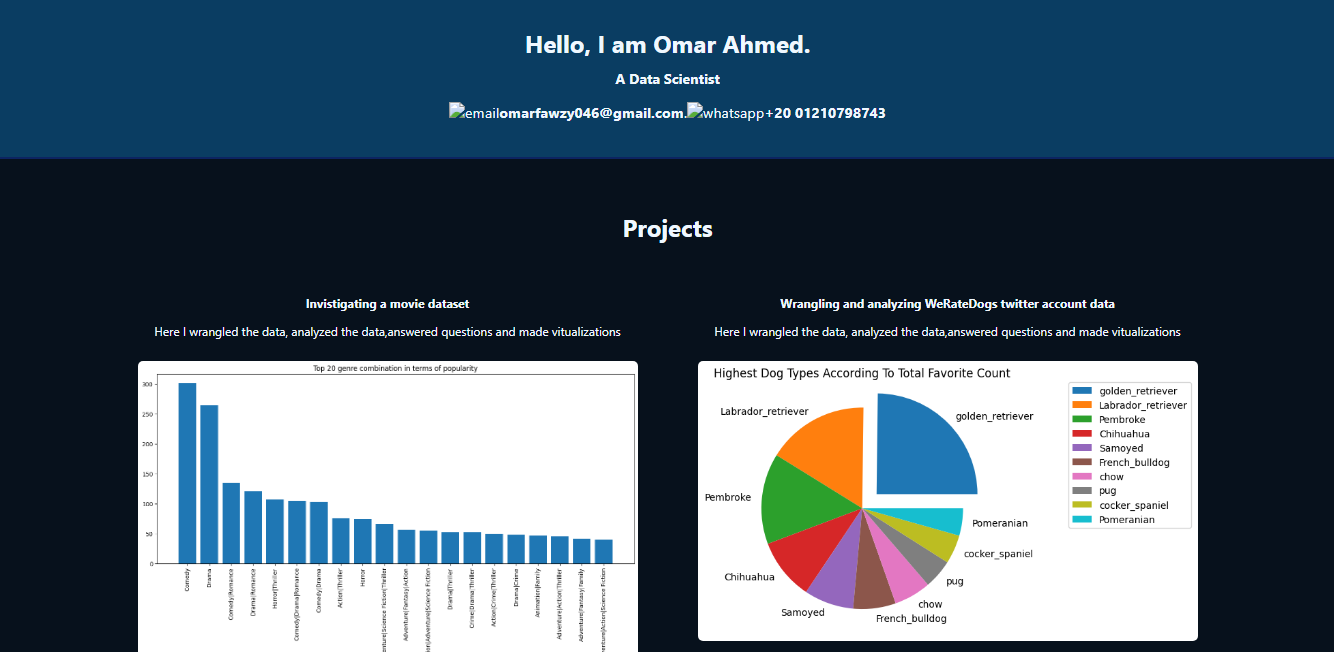 Hello, I am Omar Ahmed.
A Data Scientist
emailomarfawzy046@gmail.com.whatsapp+20 01210798743
Projects
Invistigating a movie dataset
Here I wrangled the data, analyzed the data,answered questions and made vitualizations
Top 20 genre combination in terms of popularity
300
250
200
150
100
50
0
Comedy
Drama
Comedy|Romance
Drama|Romance
Horror|Thriller
Comedy|Drama|Romance
Comedy|Drama
Action|Thriller
Horror
enture|Science Fiction|Thriller
Adventure|Fantasy|Action
ion|Adventure|Science Fiction
Drama|Thriller
Crime|Drama|Thriller
Action|Crime|Thriller
Drama|Crime
Animation|Family
Adventure|Action|Thriller
Adventure|Fantasy|Family
venture|Action|Science Fiction
Wrangling and analyzing WeRateDogs twitter account data
Here I wrangled the data, analyzed the data,answered questions and made vitualizations
Highest Dog Types According To Total Favorite Count
golden_retriever
Labrador_retriever
Pembroke
Chihuahua
Samoyed
French_bulldog
chow
pug
cocker_spaniel
Pomeranian
golden_retriever
Labrador_retriever
Pembroke
Chihuahua
Samoyed
French_bulldog
chow
pug
cocker_spaniel
Pomeranian